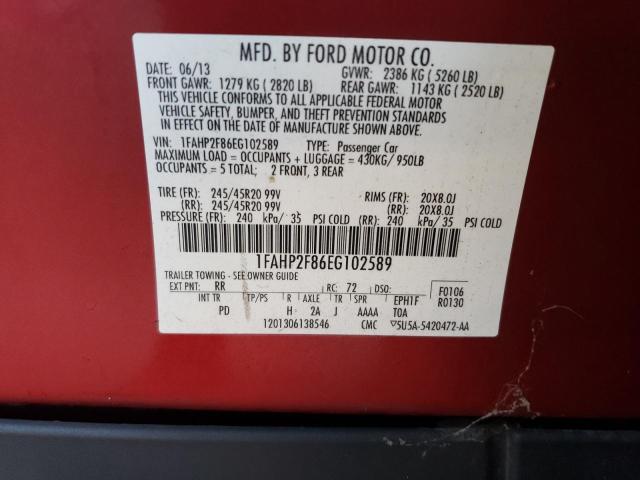 MFD. BY FORD MOTOR CO.
DATE: 06/13 GVWR: 2386 KG ( 5260 LB)
FRONT GAWR: 1279 KG ( 2820 LB) REAR GAWR: 1143 KG ( 2520 LB)
THIS VEHICLE CONFORMS TO ALL APPLICABLE FEDERAL MOTOR
VEHICLE SAFETY, BUMPER, AND THEFT PREVENTION STANDARDS
IN EFFECT ON THE DATE OF MANUFACTURE SHOWN ABOVE.
VIN: 1FAHP2F86EG102589 TYPE: Passenger Car
MAXIMUM LOAD = OCCUPANTS + LUGGAGE = 430KG/ 950LB
OCCUPANTS = 5 TOTAL; 2 FRONT, 3 REAR
TIRE (FR): 245/45R20 99V RIMS (FR): 20X8.0J
(RR): 245/45R20 99V (RR): 20X8.0J
PRESSURE (FR): 240 kPa/ 35 PSI COLD (RR): 240 kPa/ 35 PSI COLD
1FAHP2F86EG102589
TRAILER TOWING - SEE OWNER GUIDE
EXT PNT: RR RC: 72 DSO: F0106
INT TR TP/PS R AXLE TR SPR EPH1F R0130
PD H 2A J AAAA TOA
1201306138546 CMC 5U5A-5420472-AA